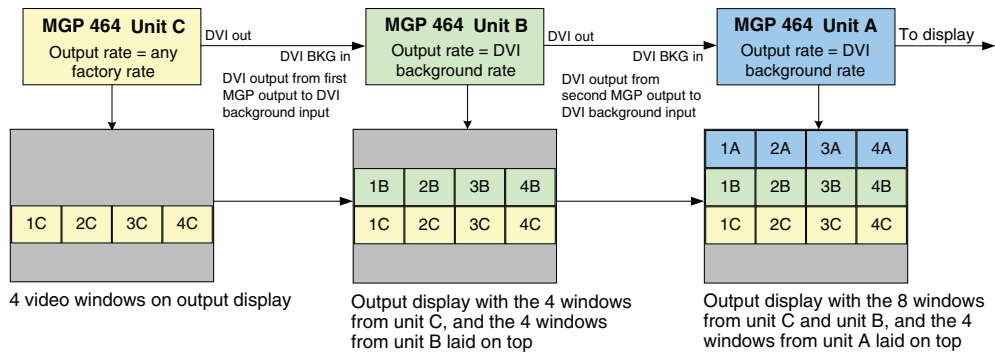 MGP 464 Unit C
Output rate = any
factory rate
DVI out
DVI BKG in
DVI output from first
MGP output to DVI
background input
MGP 464 Unit B
Output rate = DVI
background rate
DVI out
DVI BKG in
DVI output from
second MGP output to
DVI background input
MGP 464 Unit A
Output rate = DVI
background rate
To display
1C 2C 3C 4C
4 video windows on output display
1B 2B 3B 4B
1C 2C 3C 4C
Output display with the 4 windows
from unit C, and the 4 windows
from unit B laid on top
1A 2A 3A 4A
1B 2B 3B 4B
1C 2C 3C 4C
Output display with the 8 windows
from unit C and unit B, and the 4
windows from unit A laid on top